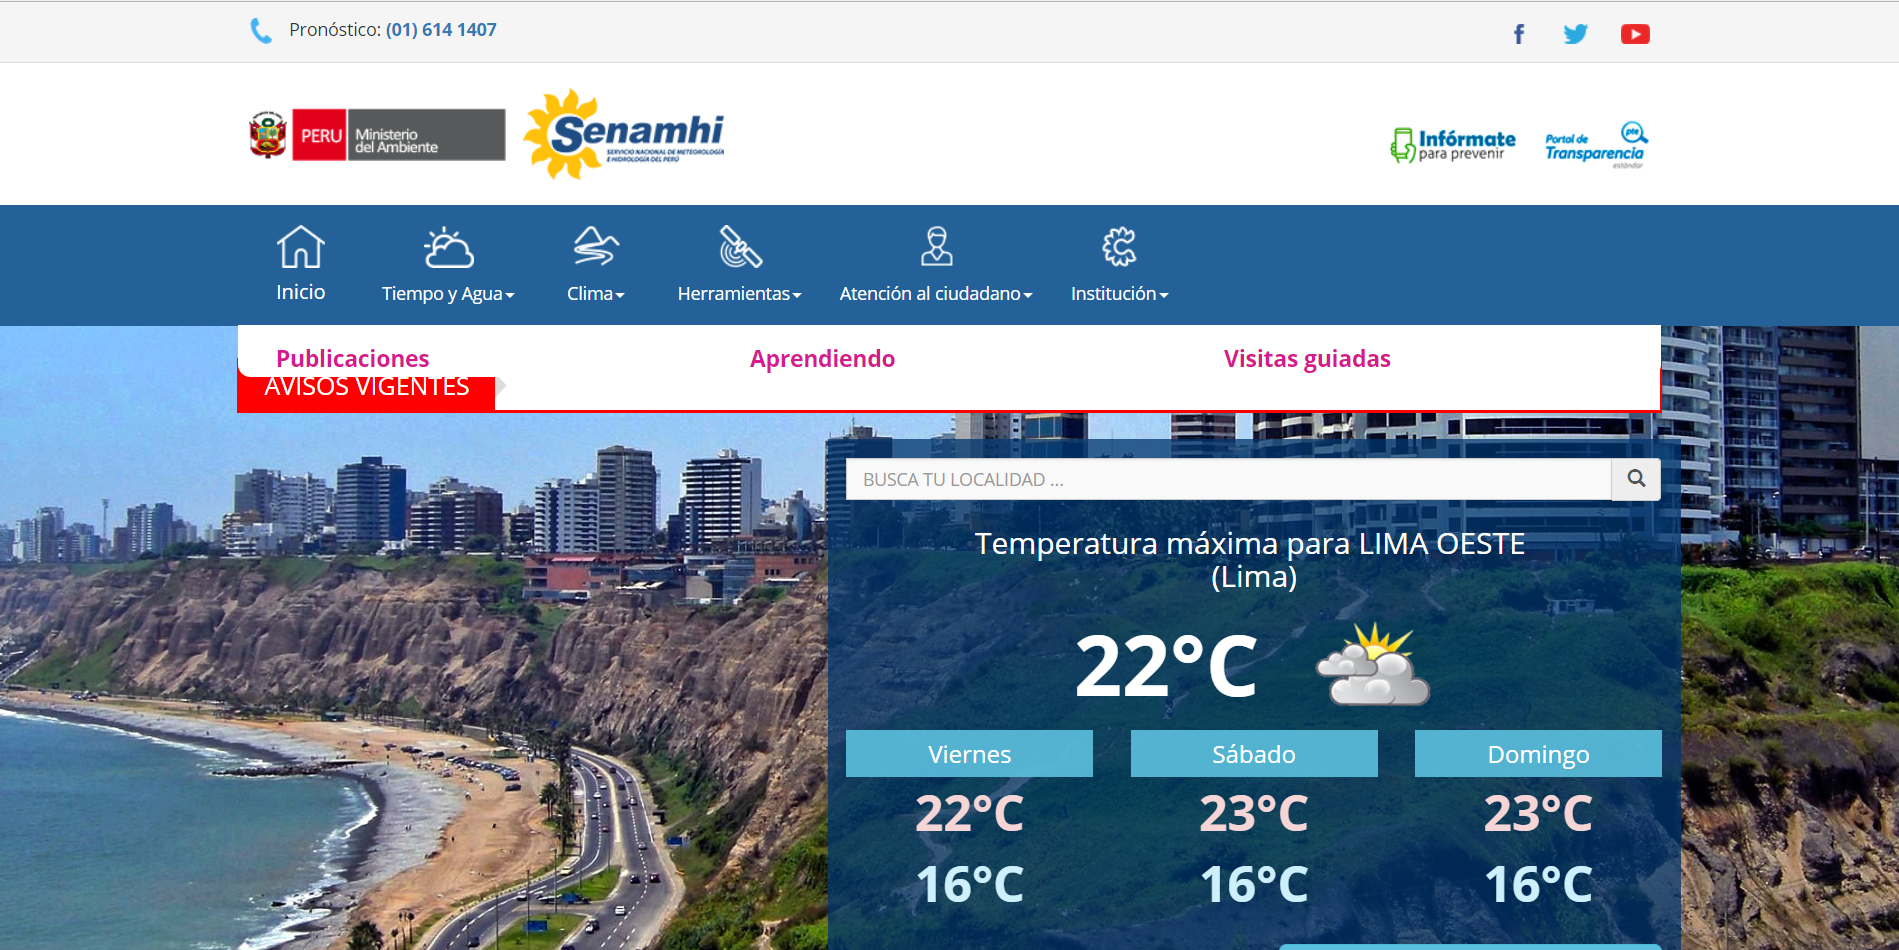 Pronóstico: (01) 614 1407
PERU Ministerio
del Ambiente
Senamhi
SERVICIO NACIONAL DE METEOROLOGÍA
E HIDROLOGÍA DEL PERÚ
Infórmate
para prevenir
Portal de
Transparencia
estándar
pte
Inicio
Tiempo y Agua
Clima
Herramientas
Atención al ciudadano
Institución
Publicaciones
Aprendiendo
Visitas guiadas
AVISOS VIGENTES
BUSCA TU LOCALIDAD ...
Temperatura máxima para LIMA OESTE
(Lima)
22°C
Viernes
Sábado
Domingo
22°C
23°C
23°C
16°C
16°C
16°C